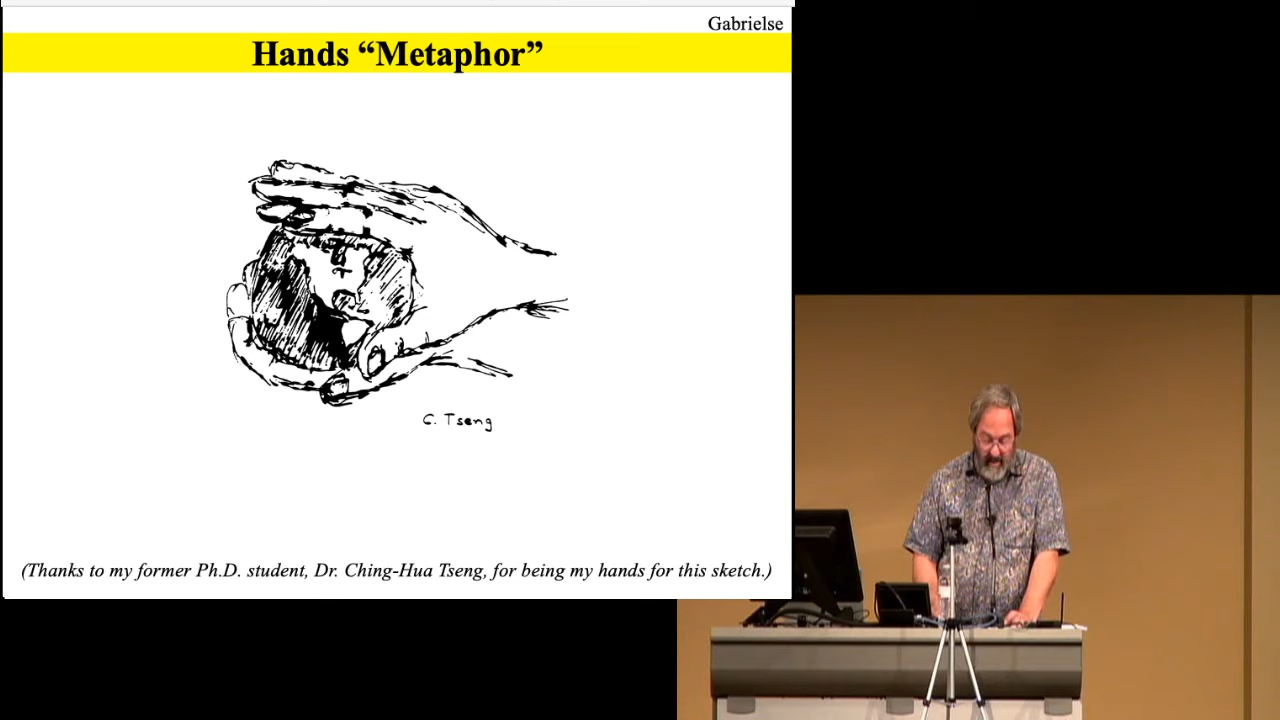 Gabrielse
Hands “Metaphor”
C. Tseng
(Thanks to my former Ph.D. student, Dr. Ching-Hua Tseng, for being my hands for this sketch.)